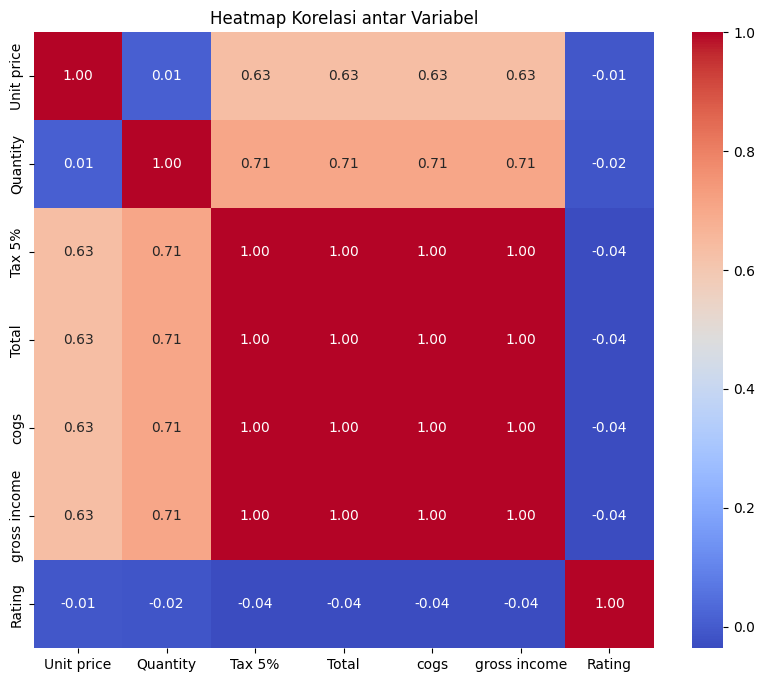 Heatmap Korelasi antar Variabel
Unit price 1.00 0.01 0.63 0.63 0.63 0.63 -0.01
Quantity 0.01 1.00 0.71 0.71 0.71 0.71 -0.02
Tax 5% 0.63 0.71 1.00 1.00 1.00 1.00 -0.04
Total 0.63 0.71 1.00 1.00 1.00 1.00 -0.04
cogs 0.63 0.71 1.00 1.00 1.00 1.00 -0.04
gross income 0.63 0.71 1.00 1.00 1.00 1.00 -0.04
Rating -0.01 -0.02 -0.04 -0.04 -0.04 -0.04 1.00
Unit price Quantity Tax 5% Total cogs gross income Rating
1.0
0.8
0.6
0.4
0.2
0.0